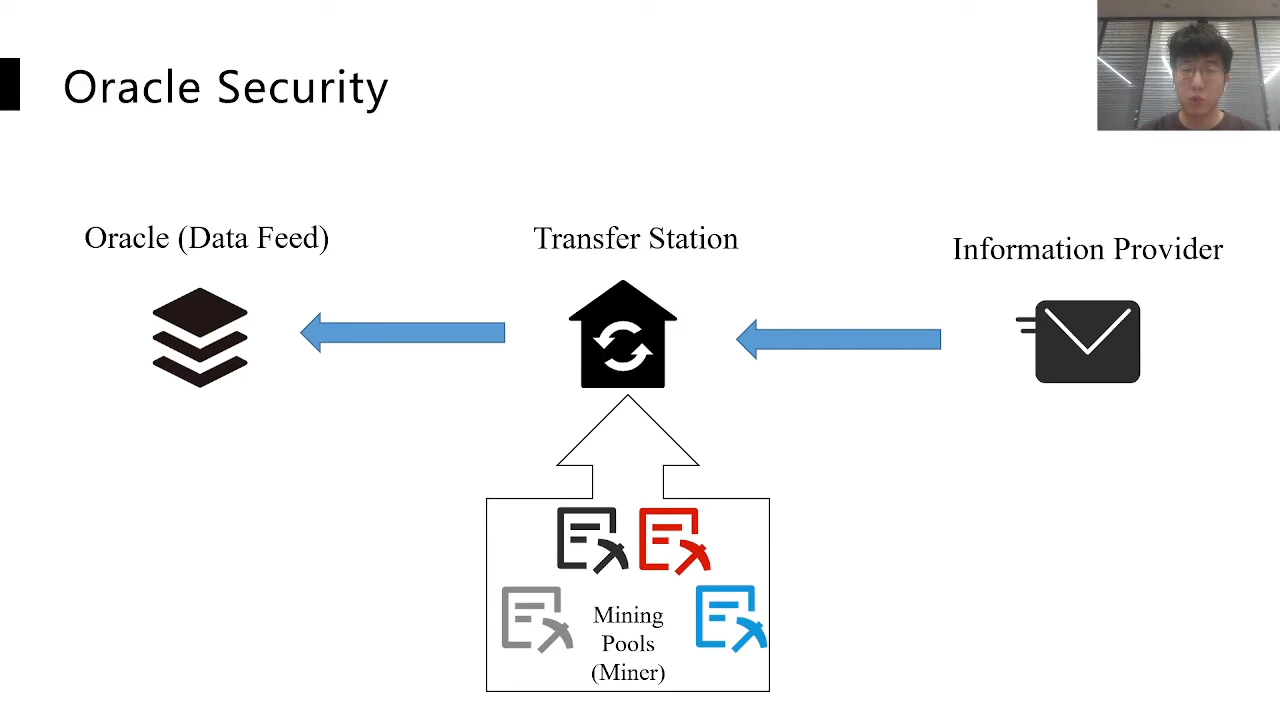 Oracle Security
Oracle (Data Feed)
Transfer Station
Information Provider
Mining
Pools
(Miner)